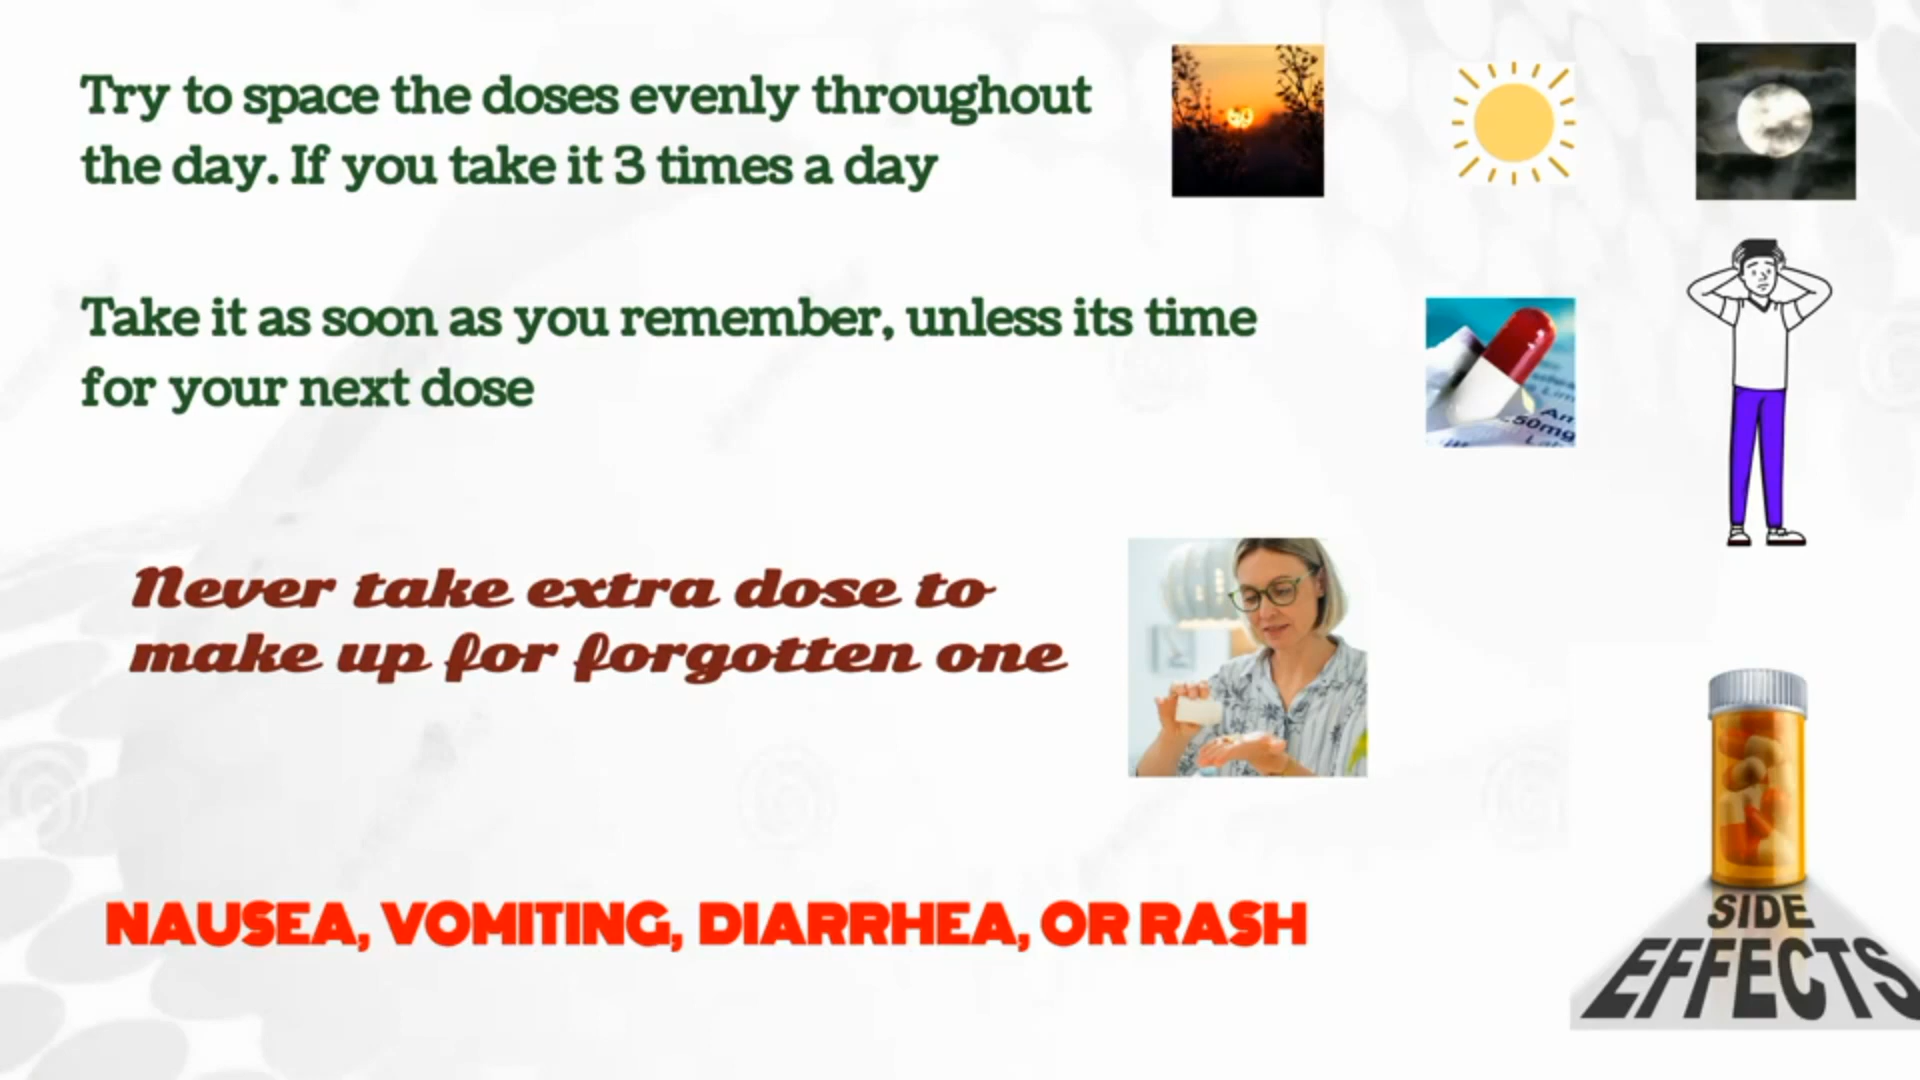 Try to space the doses evenly throughout
the day. If you take it 3 times a day
Take it as soon as you remember, unless its time
for your next dose
50mg
Never take extra dose to
make up for forgotten one
NAUSEA, VOMITING, DIARRHEA, OR RASH
SIDE
EFFECTS